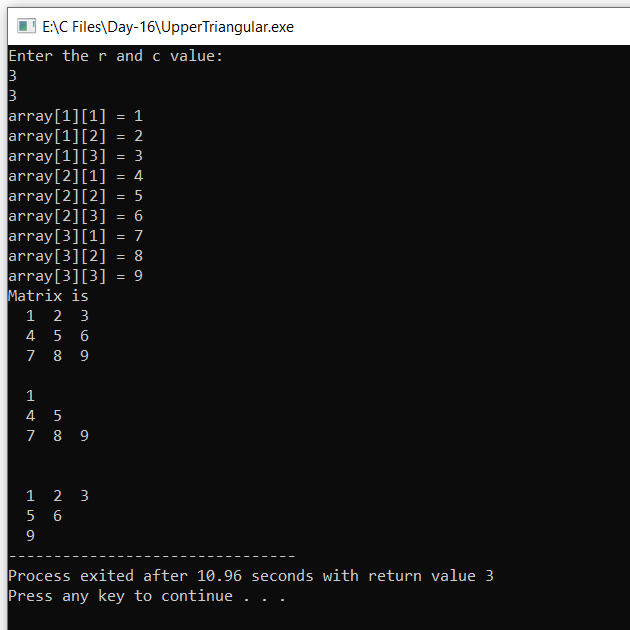 E:\C Files\Day-16\UpperTriangular.exe
Enter the r and c value:
3
3
array[1][1] = 1
array[1][2] = 2
array[1][3] = 3
array[2][1] = 4
array[2][2] = 5
array[2][3] = 6
array[3][1] = 7
array[3][2] = 8
array[3][3] = 9
Matrix is
  1  2  3
  4  5  6
  7  8  9

  1
  4  5
  7  8  9


  1  2  3
  5  6
  9
--------------------------------
Process exited after 10.96 seconds with return value 3
Press any key to continue . . .